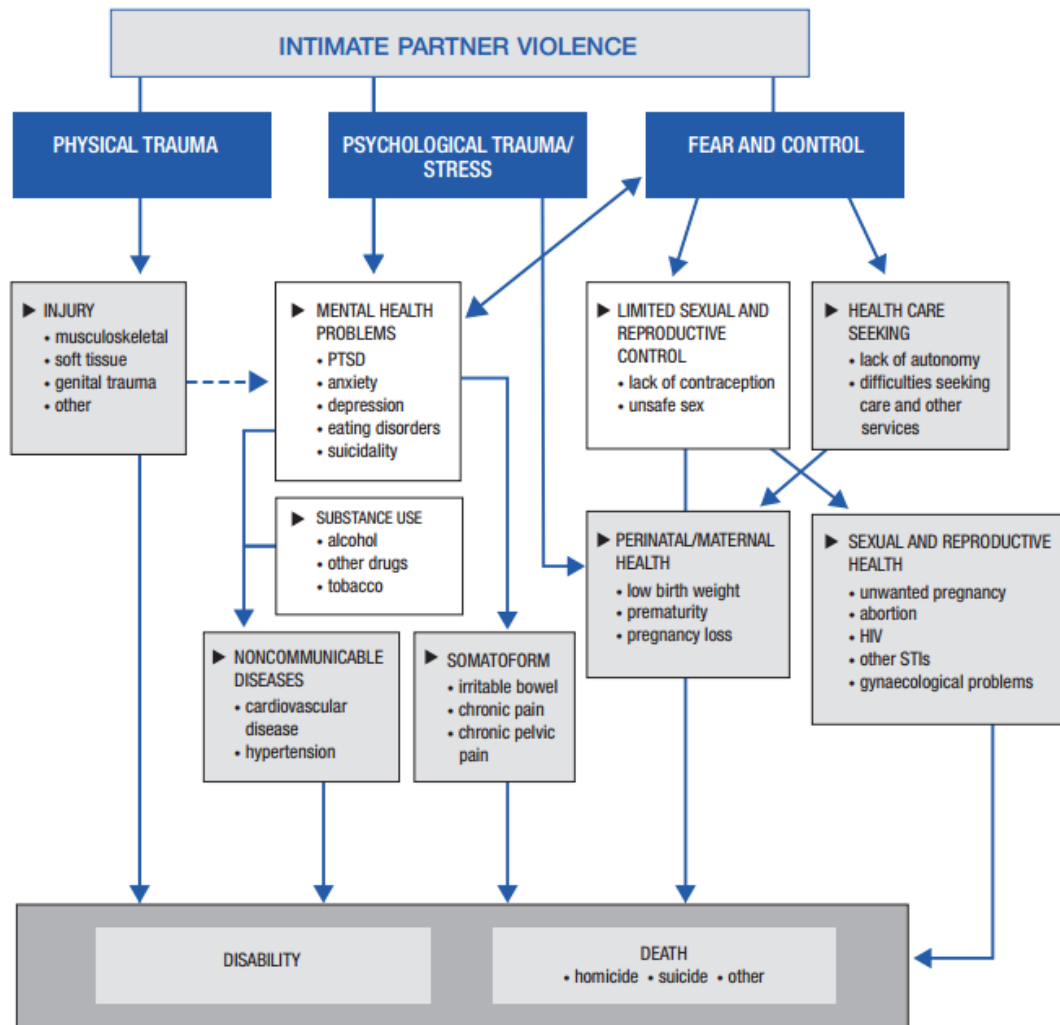 INTIMATE PARTNER VIOLENCE
PHYSICAL TRAUMA
PSYCHOLOGICAL TRAUMA/
STRESS
FEAR AND CONTROL
▶ INJURY
• musculoskeletal
• soft tissue
• genital trauma
• other
▶ MENTAL HEALTH
PROBLEMS
• PTSD
• anxiety
• depression
• eating disorders
• suicidality
▶ LIMITED SEXUAL AND
REPRODUCTIVE
CONTROL
• lack of contraception
• unsafe sex
▶ HEALTH CARE
SEEKING
• lack of autonomy
• difficulties seeking
care and other
services
▶ SUBSTANCE USE
• alcohol
• other drugs
• tobacco
▶ PERINATAL/MATERNAL
HEALTH
• low birth weight
• prematurity
• pregnancy loss
▶ SEXUAL AND REPRODUCTIVE
HEALTH
• unwanted pregnancy
• abortion
• HIV
• other STIs
• gynaecological problems
▶ NONCOMMUNICABLE
DISEASES
• cardiovascular
disease
• hypertension
▶ SOMATOFORM
• irritable bowel
• chronic pain
• chronic pelvic
pain
DISABILITY
DEATH
• homicide • suicide • other